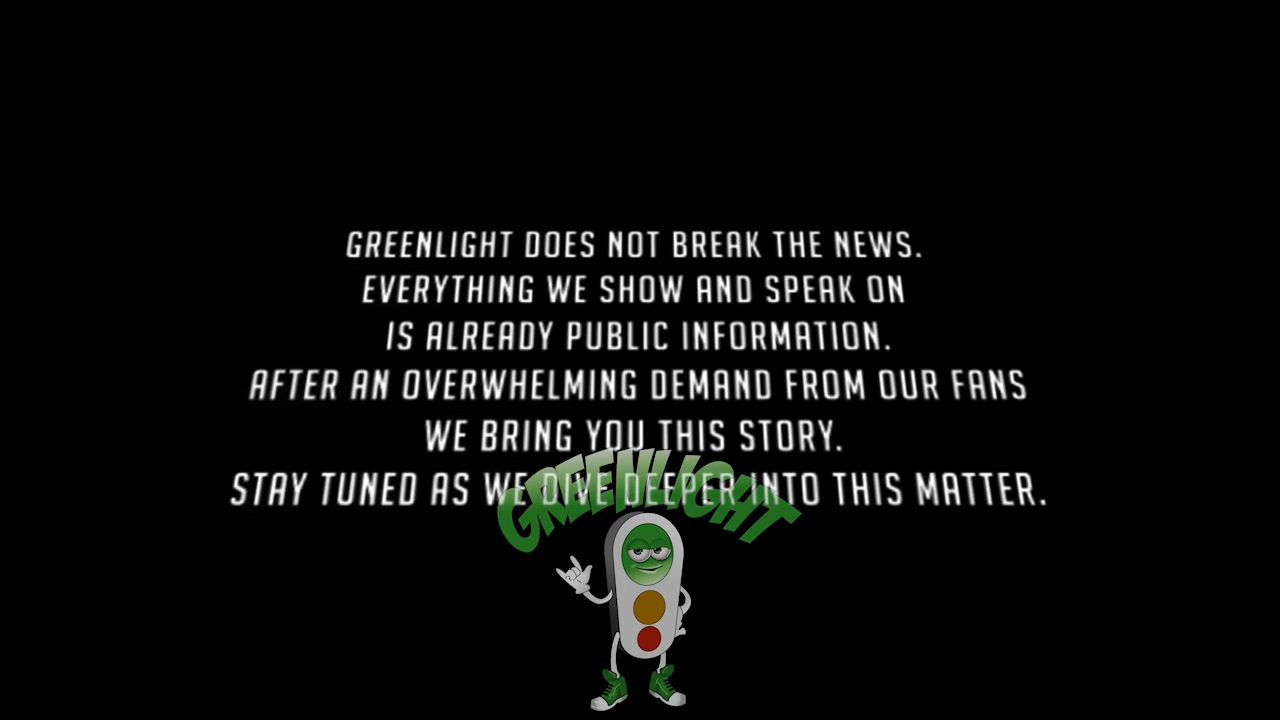 GREENLIGHT DOES NOT BREAK THE NEWS.
EVERYTHING WE SHOW AND SPEAK ON
IS ALREADY PUBLIC INFORMATION.
AFTER AN OVERWHELMING DEMAND FROM OUR FANS
WE BRING YOU THIS STORY.
STAY TUNED AS WE DIVE DEEPER INTO THIS MATTER.
GREENLIGHT